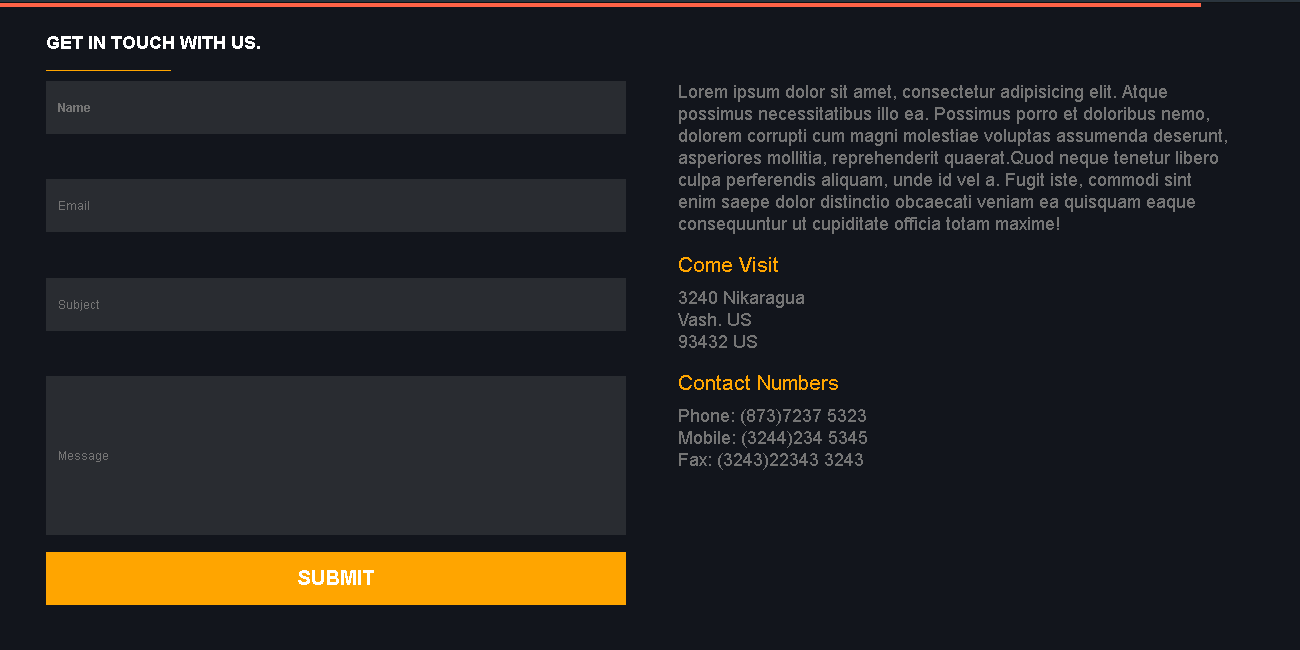 GET IN TOUCH WITH US.
Name
Email
Subject
Message
SUBMIT
Lorem ipsum dolor sit amet, consectetur adipisicing elit. Atque
possimus necessitatibus illo ea. Possimus porro et doloribus nemo,
dolorem corrupti cum magni molestiae voluptas assumenda deserunt,
asperiores mollitia, reprehenderit quaerat.Quod neque tenetur libero
culpa perferendis aliquam, unde id vel a. Fugit iste, commodi sint
enim saepe dolor distinctio obcaecati veniam ea quisquam eaque
consequuntur ut cupiditate officia totam maxime!
Come Visit
3240 Nikaragua
Vash. US
93432 US
Contact Numbers
Phone: (873)7237 5323
Mobile: (3244)234 5345
Fax: (3243)22343 3243